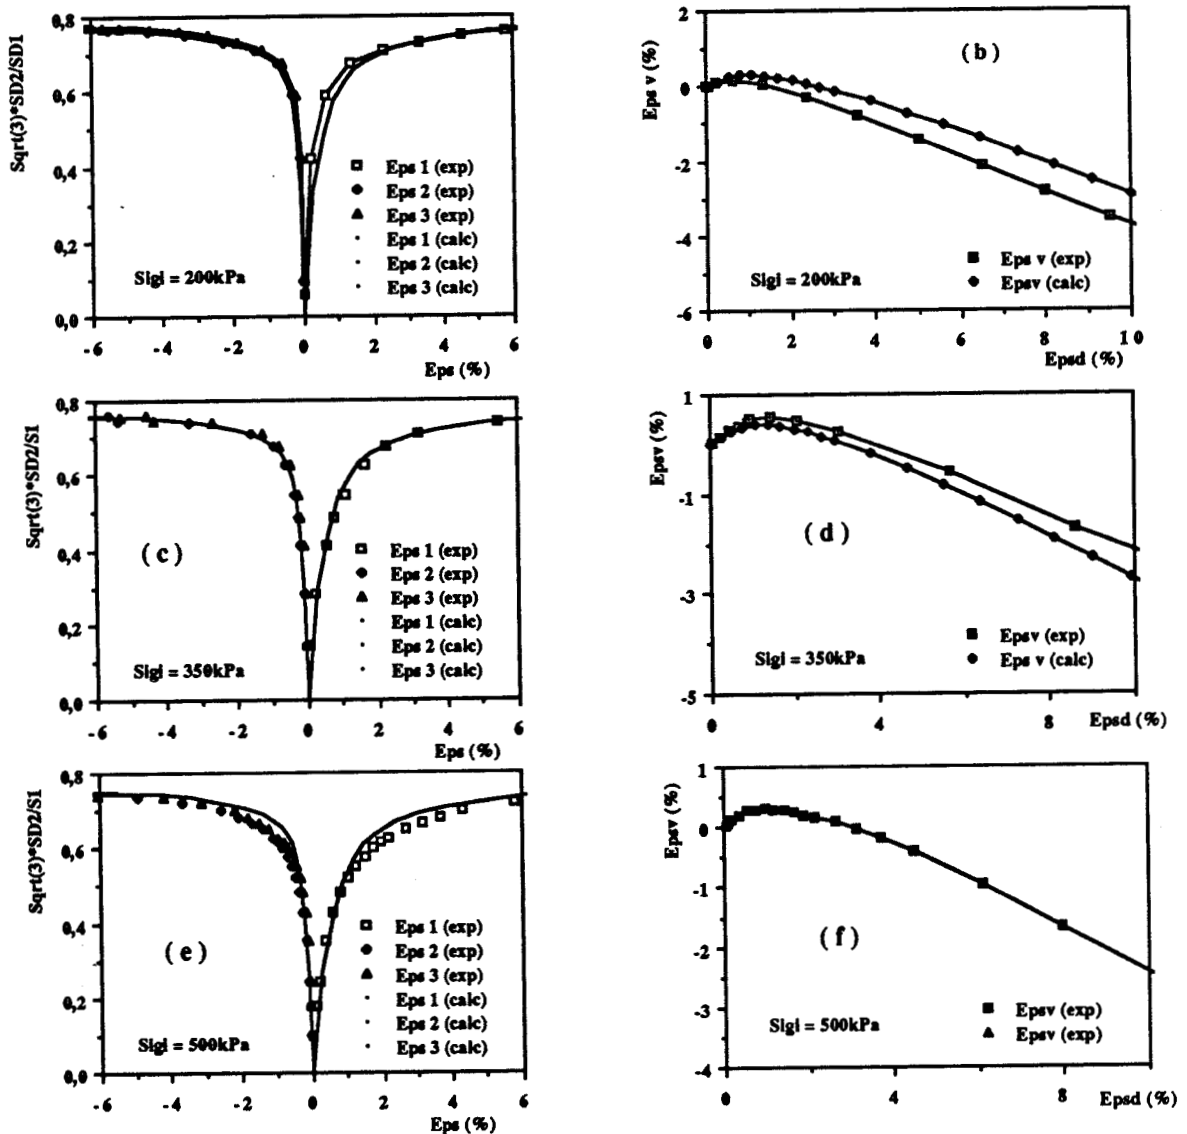 Sqrt(3)*SD2/SD1
0,8
0,6
0,4
0,2
0,0
Eps 1 (exp)
Eps 2 (exp)
Eps 3 (exp)
Eps 1 (calc)
Eps 2 (calc)
Eps 3 (calc)
Sigi = 200kPa
-6 -4 -2 0 2 4 6
Eps (%)
Eps v (%)
2
0
-2
-4
-6
(b)
Eps v (exp)
Epsv (calc)
Sigi = 200kPa
0 2 4 6 8 10
Epsd (%)
Sqrt(3)*SD2/S1
0,8
0,6
0,4
0,2
0,0
(c)
Eps 1 (exp)
Eps 2 (exp)
Eps 3 (exp)
Eps 1 (calc)
Eps 2 (calc)
Eps 3 (calc)
Sigi = 350kPa
-6 -4 -2 0 2 4 6
Eps (%)
Epsv (%)
1
-1
-3
-5
(d)
Epsv (exp)
Eps v (calc)
Sigi = 350kPa
0 4 8
Epsd (%)
Sqrt(3)*SD2/S1
0,8
0,6
0,4
0,2
0,0
(e)
Eps 1 (exp)
Eps 2 (exp)
Eps 3 (exp)
Eps 1 (calc)
Eps 2 (calc)
Eps 3 (calc)
Sigi = 500kPa
-6 -4 -2 0 2 4 6
Eps (%)
Epsv (%)
1
0
-1
-2
-3
-4
(f)
Epsv (exp)
Epsv (exp)
Sigi = 500kPa
0 4 8
Epsd (%)